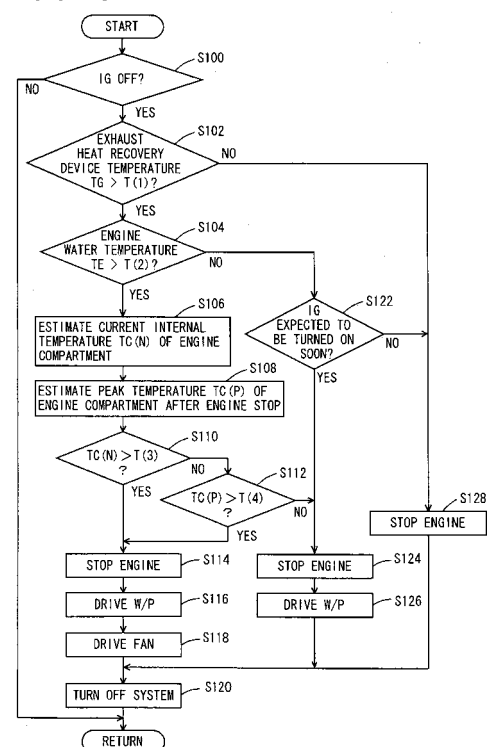 START
S100
IG OFF?
NO
YES
S102
EXHAUST
HEAT RECOVERY
DEVICE TEMPERATURE
TG > T(1)?
NO
YES
S104
ENGINE
WATER TEMPERATURE
TE > T(2)?
NO
YES
S106
ESTIMATE CURRENT INTERNAL
TEMPERATURE TC(N) OF ENGINE
COMPARTMENT
S122
IG
EXPECTED TO
BE TURNED ON
SOON?
NO
YES
S108
ESTIMATE PEAK TEMPERATURE TC(P) OF
ENGINE COMPARTMENT AFTER ENGINE STOP
S110
TC(N) > T(3)
?
NO
YES
S112
TC(P) > T(4)
?
NO
YES
S128
STOP ENGINE
S114
STOP ENGINE
S124
STOP ENGINE
S116
DRIVE W/P
S126
DRIVE W/P
S118
DRIVE FAN
S120
TURN OFF SYSTEM
RETURN